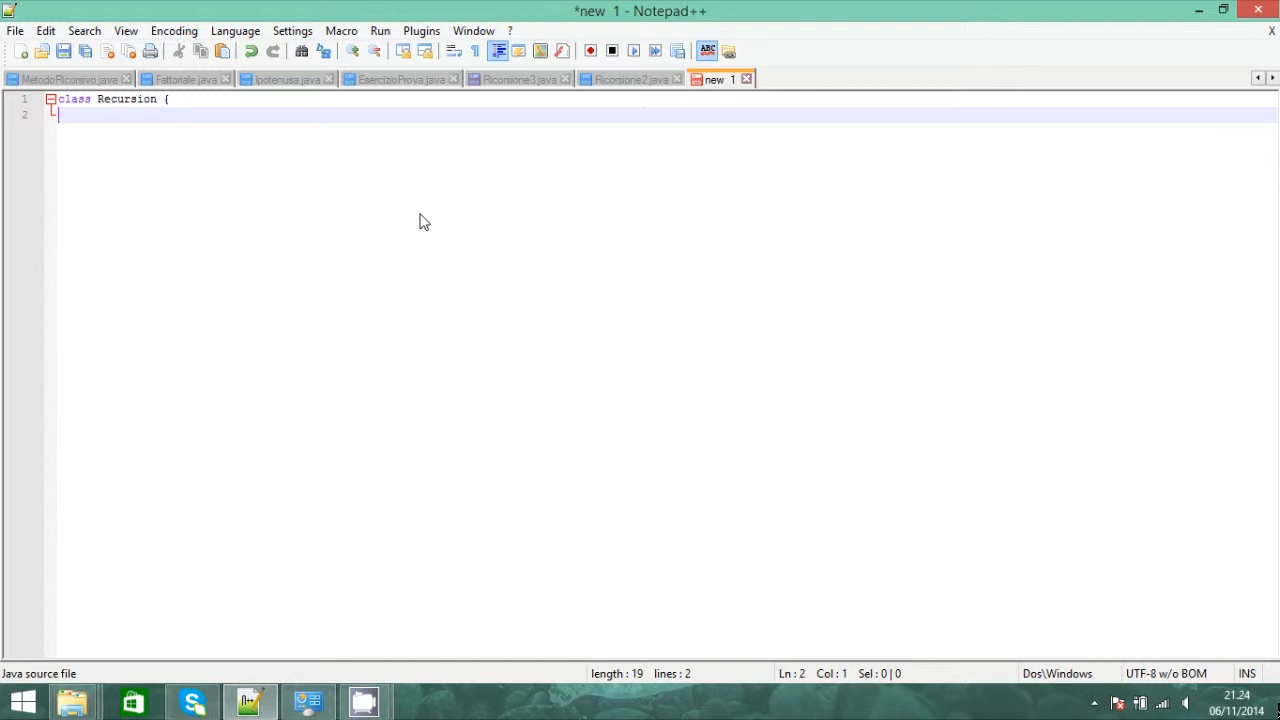 *new 1 - Notepad++
File Edit Search View Encoding Language Settings Macro Run Plugins Window ? X
MetodoRicorsivo.java Fattoriale.java Ipotenusa.java EsercizioProva.java Ricorsione3.java Ricorsione2.java new 1
1 class Recursion {
2
Java source file length : 19 lines : 2 Ln : 2 Col : 1 Sel : 0 | 0 Dos\Windows UTF-8 w/o BOM INS
21.24
06/11/2014